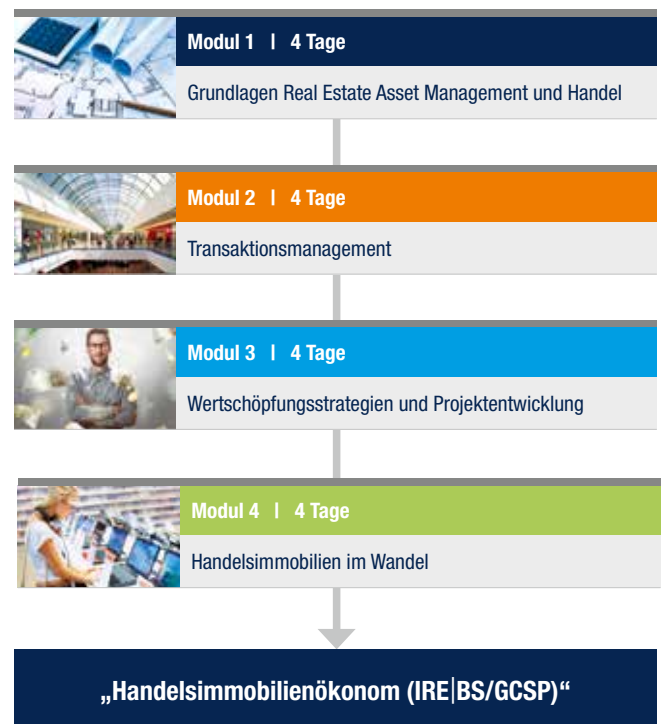 Modul 1 | 4 Tage
Grundlagen Real Estate Asset Management und Handel
Modul 2 | 4 Tage
Transaktionsmanagement
Modul 3 | 4 Tage
Wertschöpfungsstrategien und Projektentwicklung
Modul 4 | 4 Tage
Handelsimmobilien im Wandel
„Handelsimmobilienökonom (IRE|BS/GCSP)“